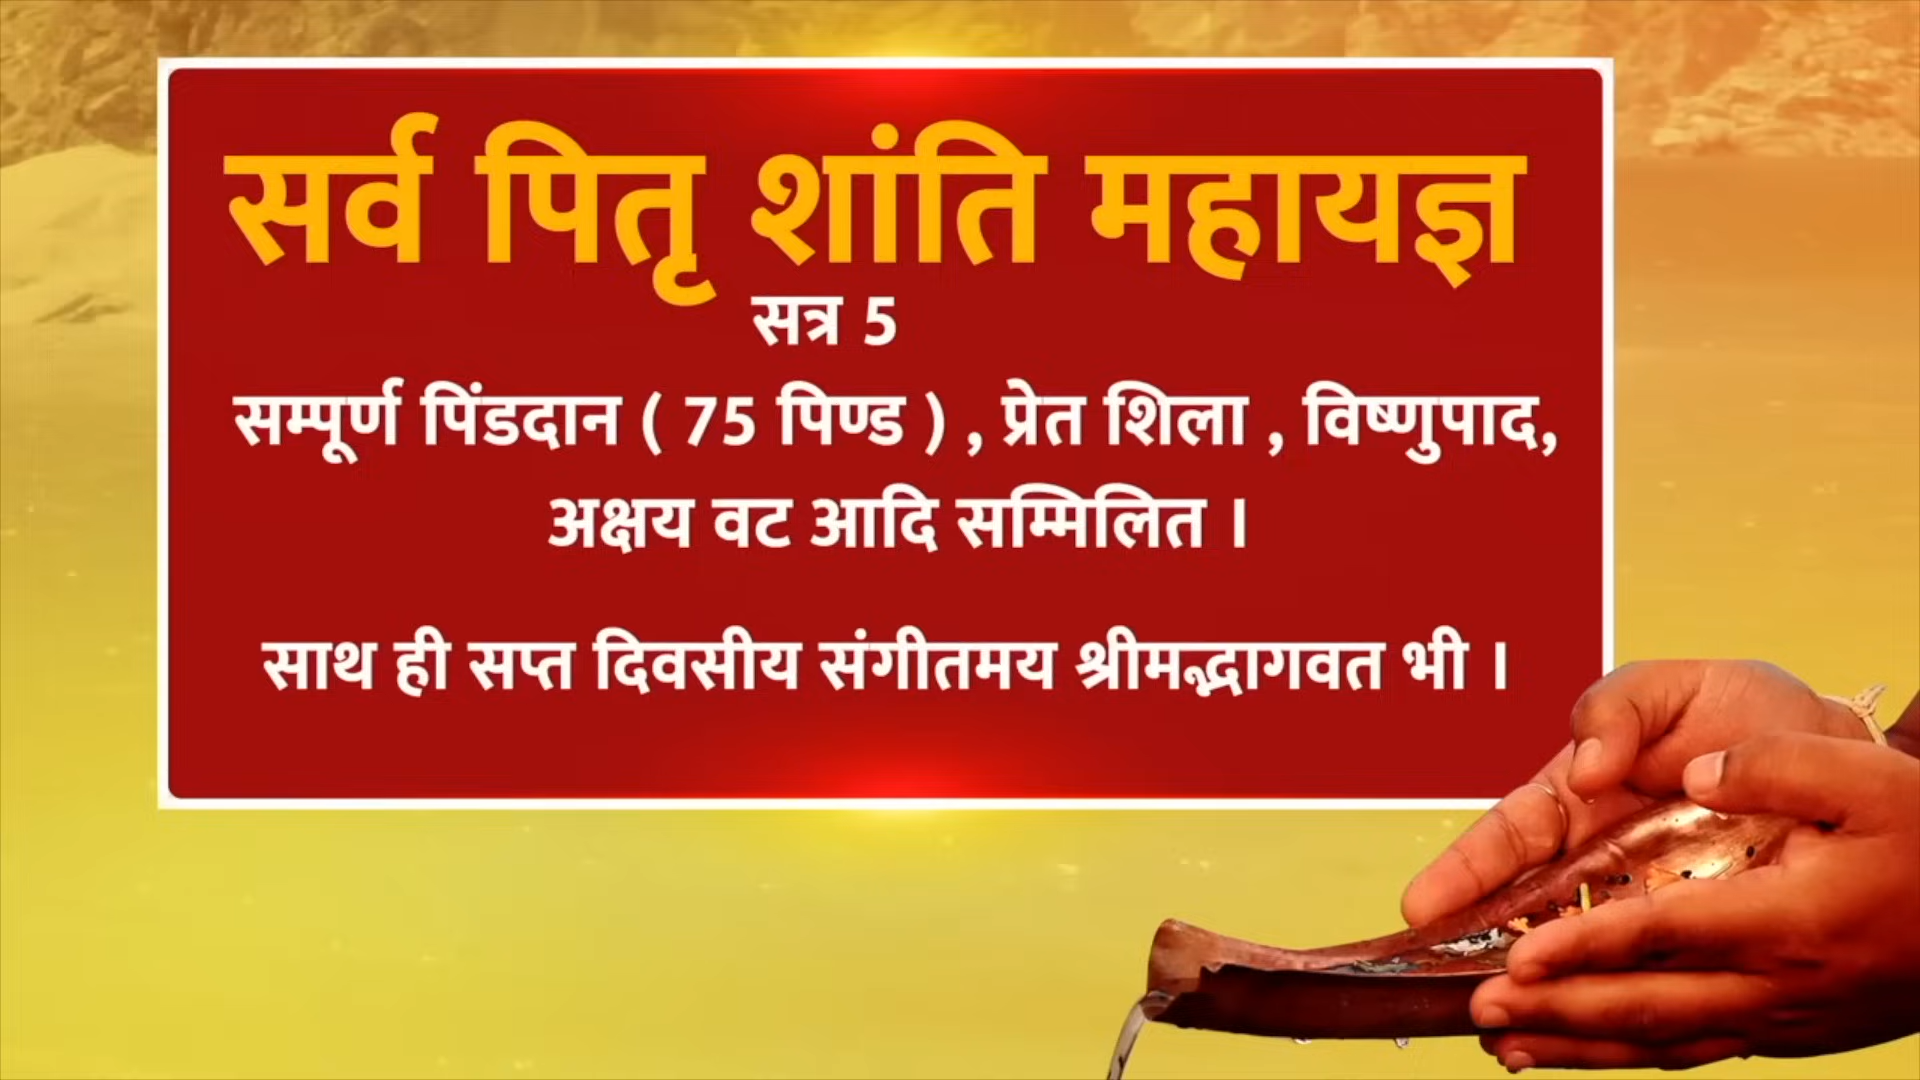 सर्व पितृ शांति महायज्ञ
सत्र 5
सम्पूर्ण पिंडदान ( 75 पिण्ड ) , प्रेत शिला , विष्णुपाद,
अक्षय वट आदि सम्मिलित ।
साथ ही सप्त दिवसीय संगीतमय श्रीमद्भागवत भी ।